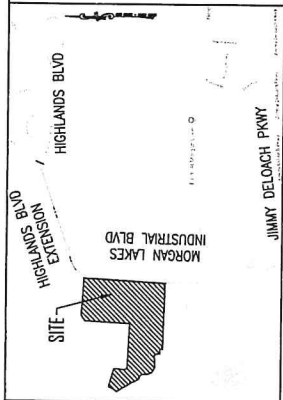 HIGHLANDS BLVD
EXTENSION
HIGHLANDS BLVD
SITE
MORGAN LAKES
INDUSTRIAL BLVD
JIMMY DELOACH PKWY